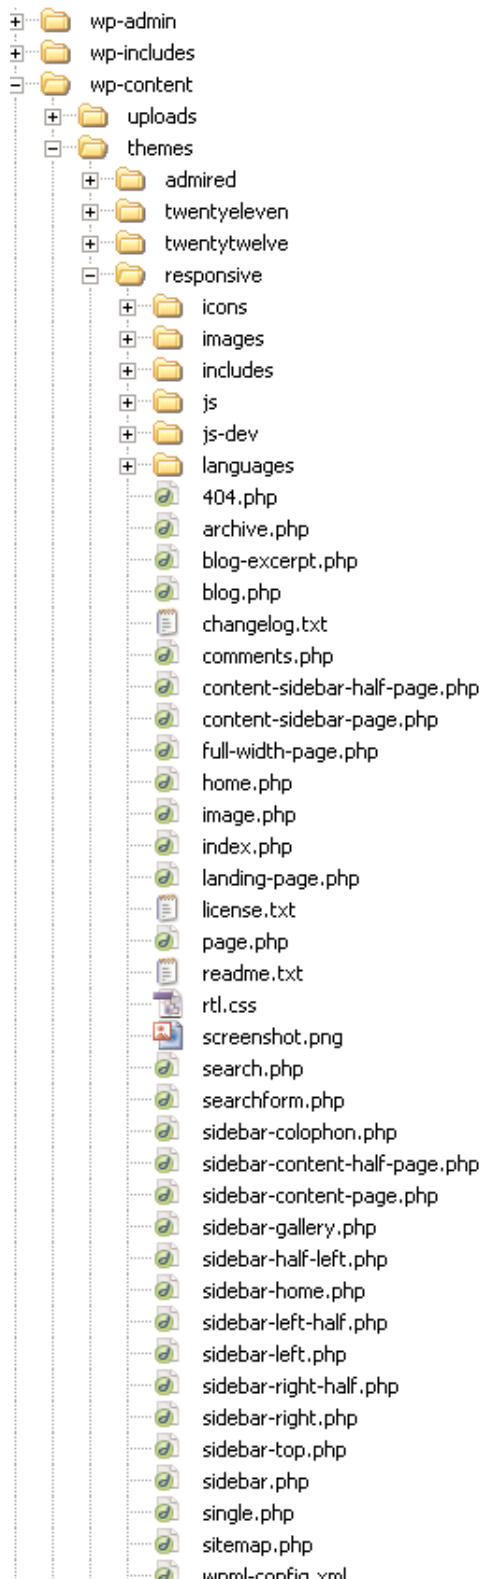 wp-admin
wp-includes
wp-content
uploads
themes
admired
twentyeleven
twentytwelve
responsive
icons
images
includes
js
js-dev
languages
404.php
archive.php
blog-excerpt.php
blog.php
changelog.txt
comments.php
content-sidebar-half-page.php
content-sidebar-page.php
full-width-page.php
home.php
image.php
index.php
landing-page.php
license.txt
page.php
readme.txt
rtl.css
screenshot.png
search.php
searchform.php
sidebar-colophon.php
sidebar-content-half-page.php
sidebar-content-page.php
sidebar-gallery.php
sidebar-half-left.php
sidebar-home.php
sidebar-left-half.php
sidebar-left.php
sidebar-right-half.php
sidebar-right.php
sidebar-top.php
sidebar.php
single.php
sitemap.php
wpml-config.xml